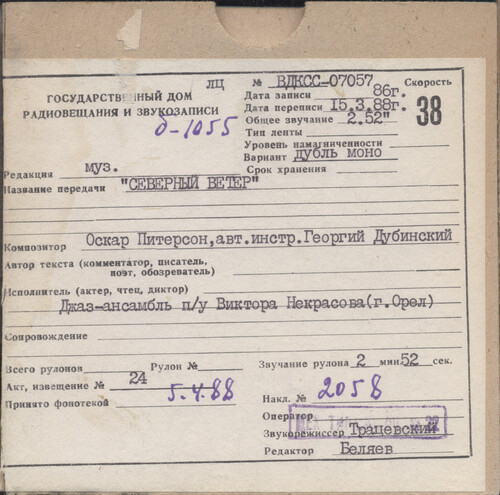 ЛЦ
№ ВДКСС-07057
Скорость
38
ГОСУДАРСТВЕННЫЙ ДОМ
РАДИОВЕЩАНИЯ И ЗВУКОЗАПИСИ
б-1055
Дата записи 86г.
Дата переписи 15.3.88г.
Общее звучание 2.52"
Тип ленты
Уровень намагниченности
Вариант дубль моно
Срок хранения
Редакция муз.
Название передачи "СЕВЕРНЫЙ ВЕТЕР"
Композитор Оскар Питерсон,авт.инстр.Георгий Дубинский
Автор текста (комментатор, писатель,
поэт, обозреватель)
Исполнитель (актер, чтец, диктор)
Джаз-ансамбль п/у Виктора Некрасова(г.Орел)
Сопровождение
Всего рулонов Рулон № Звучание рулона 2 мин 52 сек.
Акт, извещение № 24
Принято фонотекой 5.4.88
Накл. № 2058
Оператор
Звукорежиссер Трацевский
Редактор Беляев